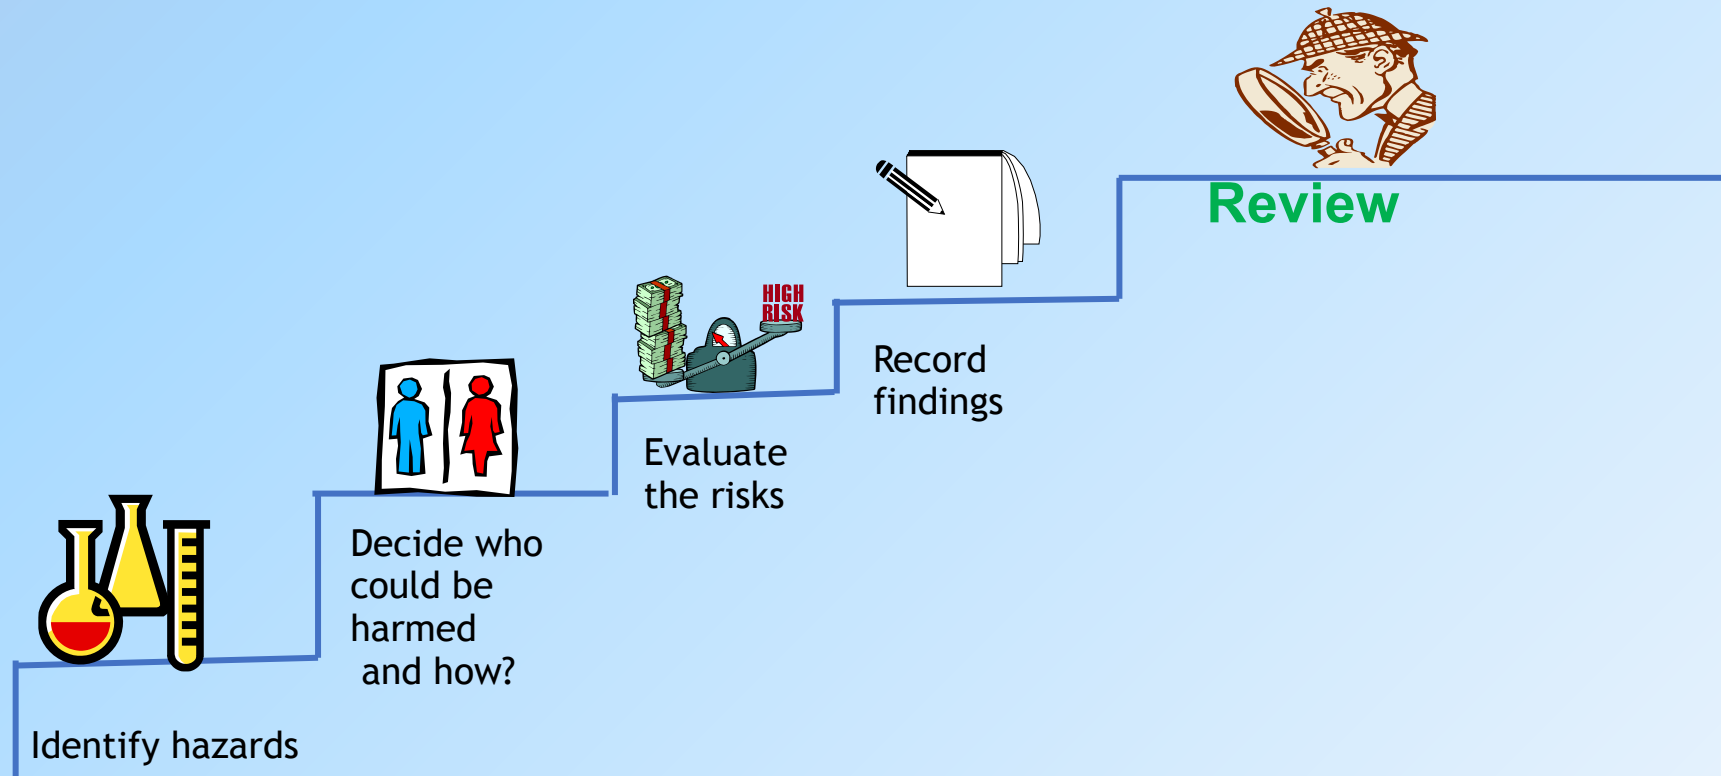 Identify hazards
Decide who
could be
harmed
and how?
Evaluate
the risks
HIGH
RISK
Record
findings
Review